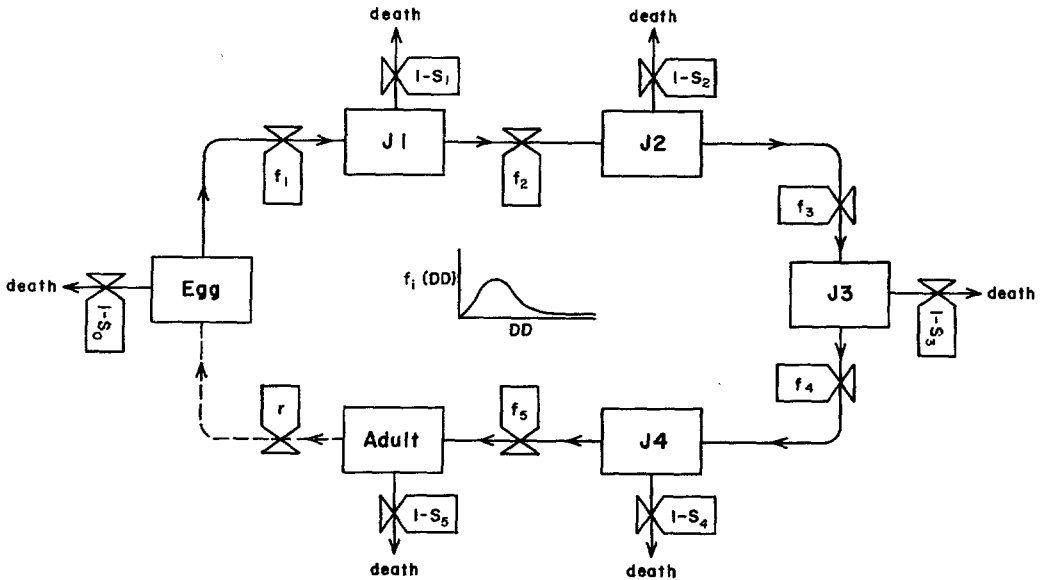 death
death
1-S₁
1-S₂
J1
J2
f₁
f₂
f₃
death
Egg
1-S₀
fᵢ (DD)
DD
J3
death
1-S₃
f₄
r
Adult
f₅
J4
1-S₅
1-S₄
death
death